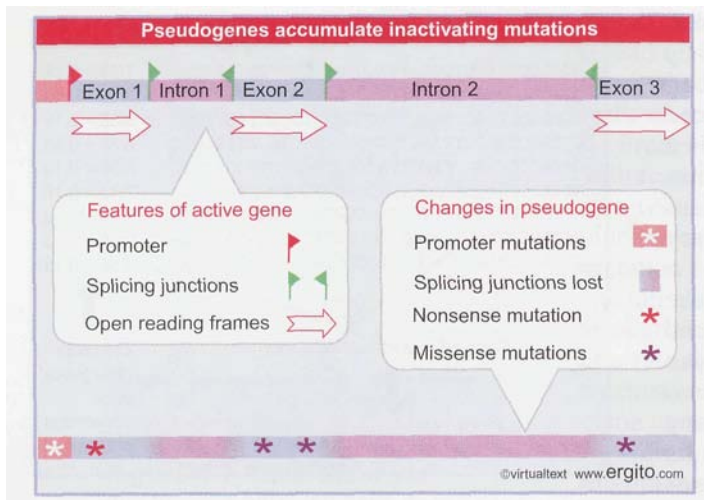 Pseudogenes accumulate inactivating mutations
Exon 1 Intron 1 Exon 2 Intron 2 Exon 3
Features of active gene
Promoter
Splicing junctions
Open reading frames
Changes in pseudogene
Promoter mutations
Splicing junctions lost
Nonsense mutation
Missense mutations
©virtualtext www.ergito.com